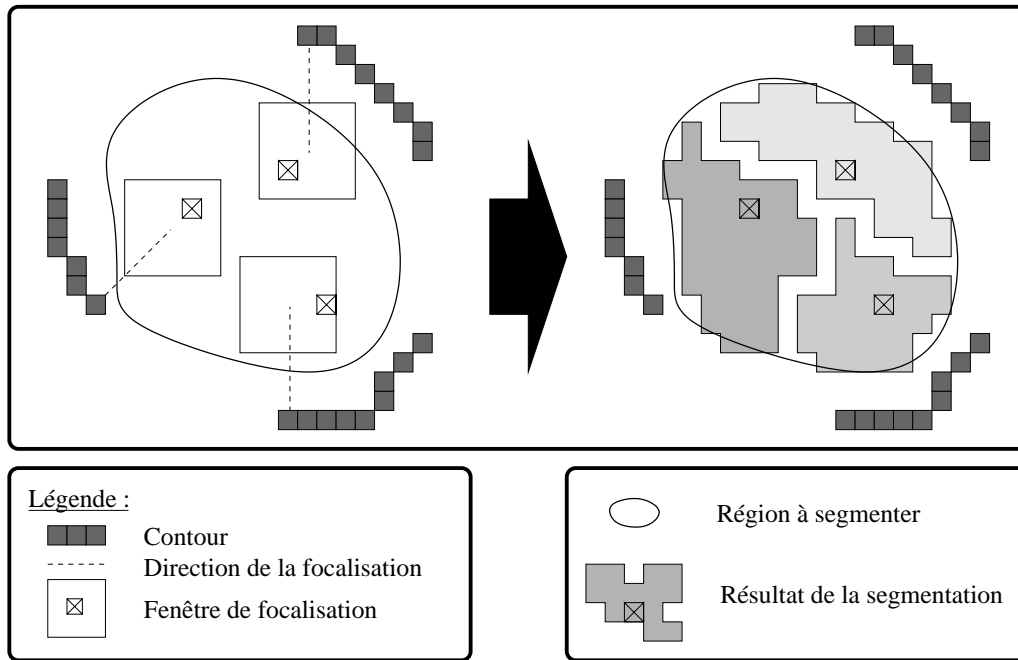 Légende :
Contour
Direction de la focalisation
Fenêtre de focalisation
Région à segmenter
Résultat de la segmentation